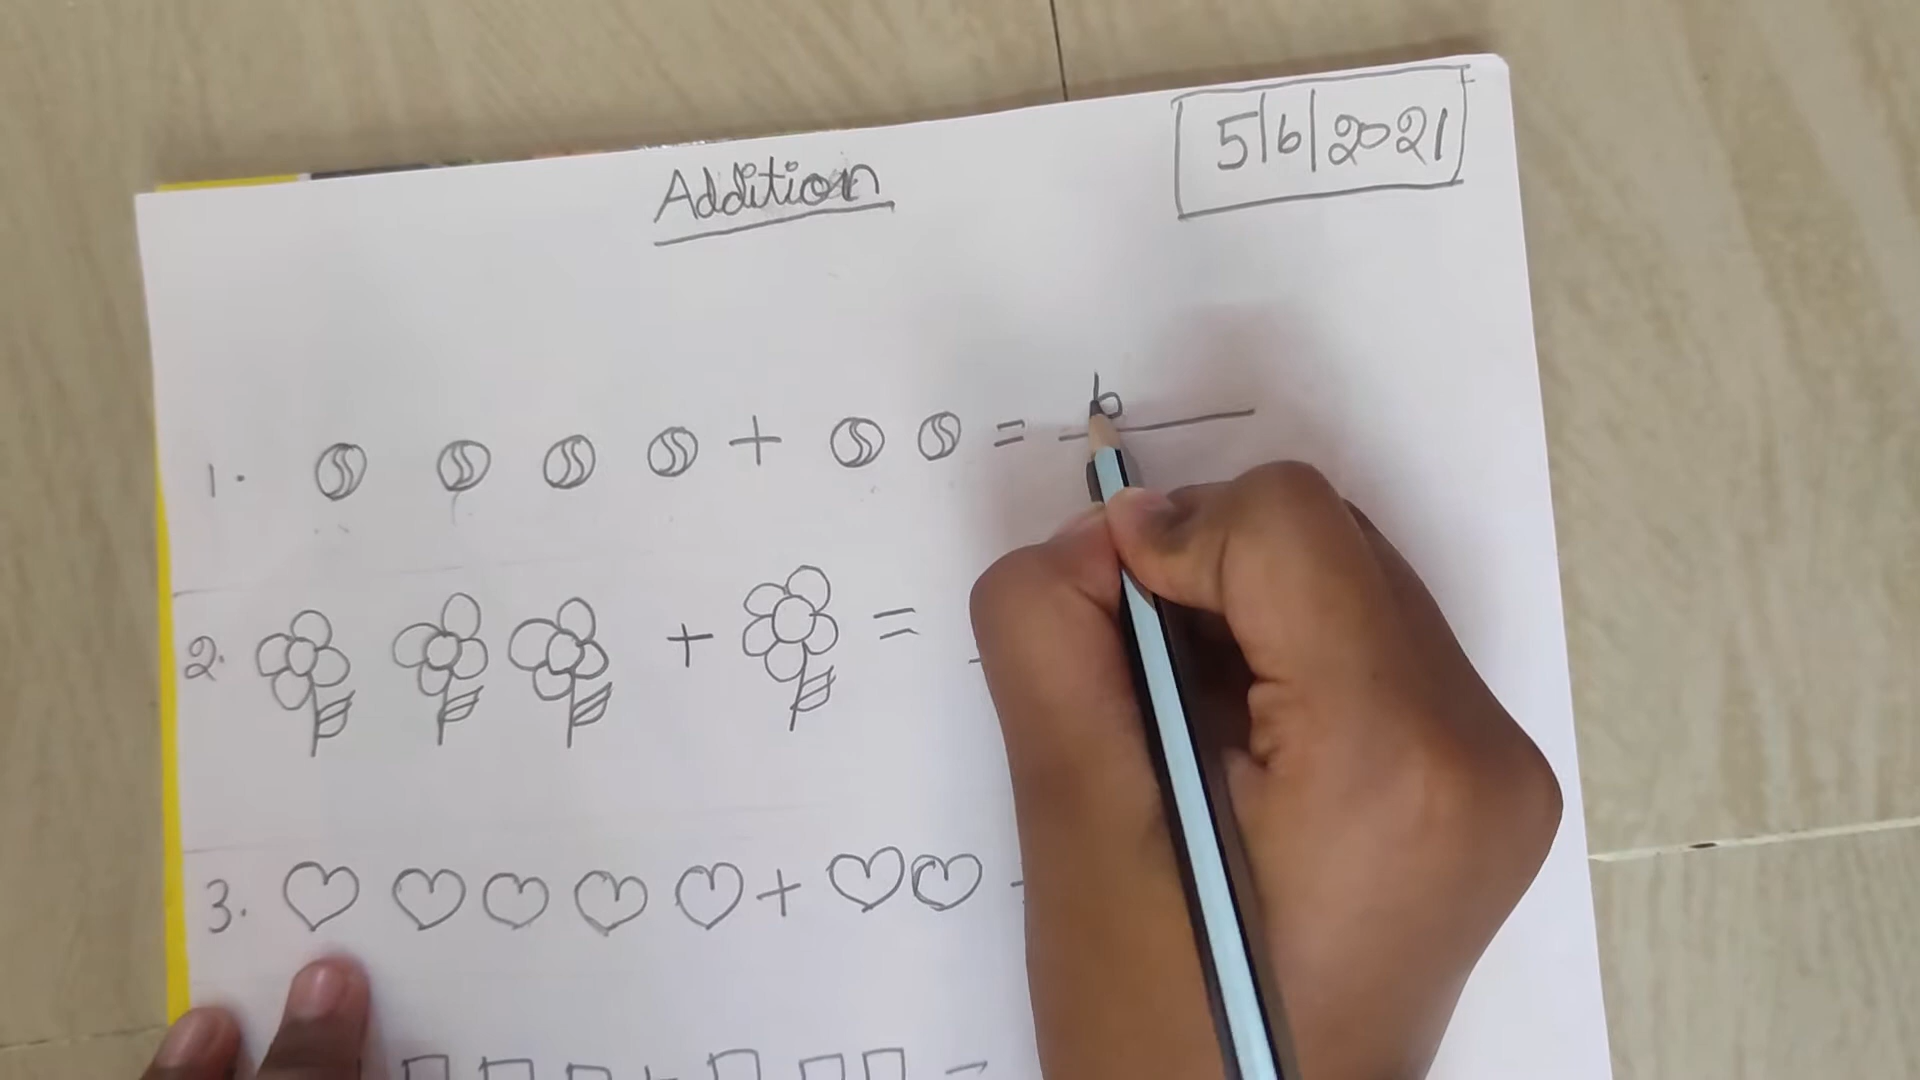 Addition
5/6/2021
1. + = 6
2. + =
3. +
+